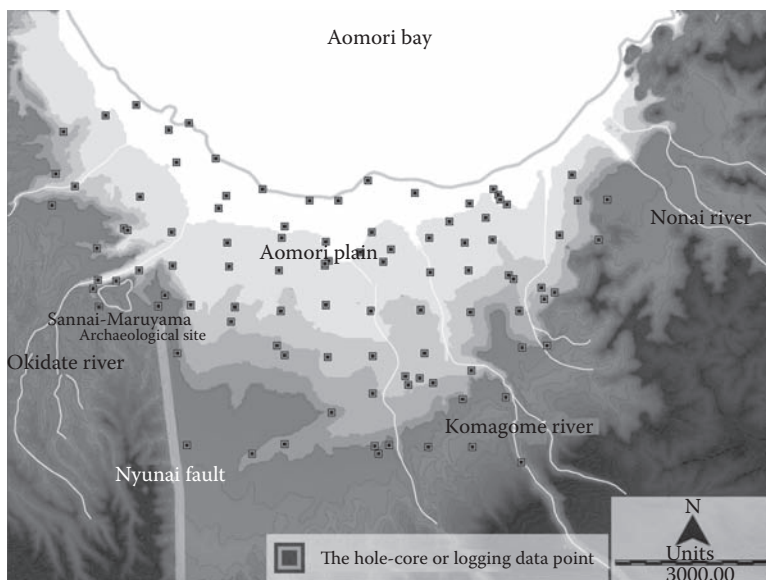 Aomori bay
Nonai river
Aomori plain
Sannai-Maruyama
Archaeological site
Okidate river
Komagome river
Nyunai fault
N
Units
3000.00
The hole-core or logging data point